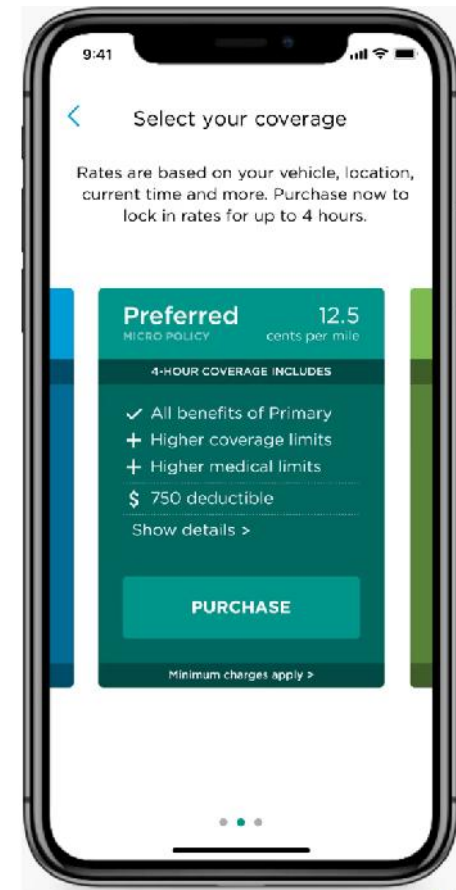 9:41
Select your coverage
Rates are based on your vehicle, location,
current time and more. Purchase now to
lock in rates for up to 4 hours.
Preferred 12.5
MICRO POLICY cents per mile
4-HOUR COVERAGE INCLUDES
✓ All benefits of Primary
+ Higher coverage limits
+ Higher medical limits
$ 750 deductible
Show details >
PURCHASE
Minimum charges apply >